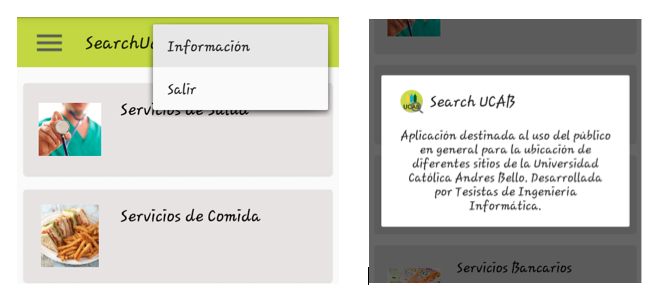 SearchU
Información
Salir
Servicios de Salud
Servicios de Comida
UCAB
Search UCAB
Aplicación destinada al uso del público
en general para la ubicación de
diferentes sitios de la Universidad
Católica Andres Bello. Desarrollada
por Tesistas de Ingeniería
Informática.
Servicios Bancarios